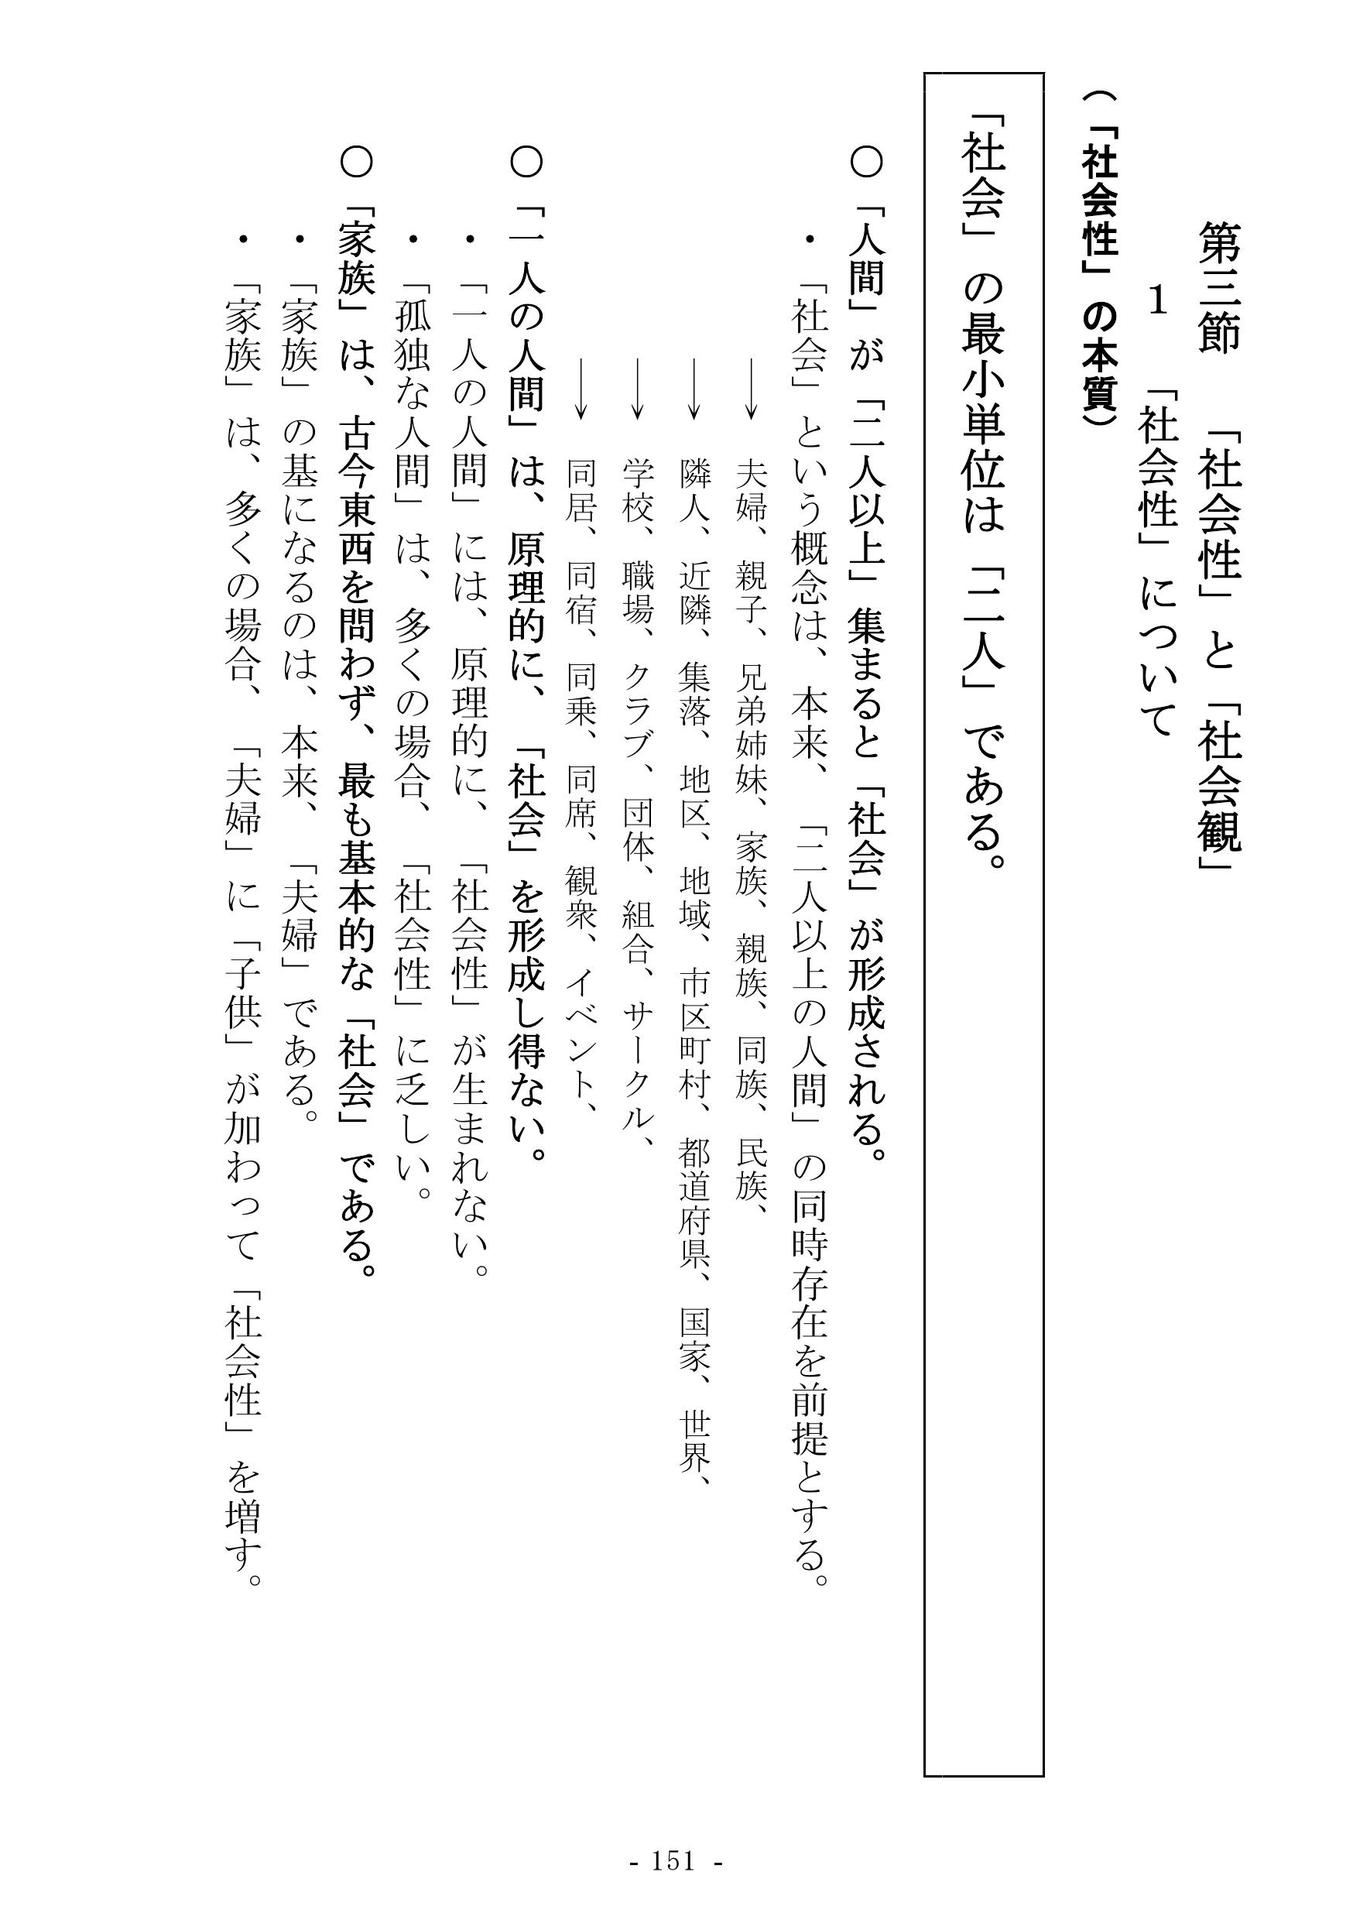 第三節　「社会性」と「社会観」
１　「社会性」について
（「社会性」の本質）
「社会」の最小単位は「二人」である。
○「人間」が「二人以上」集まると「社会」が形成される。
・「社会」という概念は、本来、「二人以上の人間」の同時存在を前提とする。
→　夫婦、親子、兄弟姉妹、家族、親族、同族、民族、
→　隣人、近隣、集落、地区、地域、市区町村、都道府県、国家、世界、
→　学校、職場、クラブ、団体、組合、サークル、
→　同居、同宿、同乗、同席、観衆、イベント、
○「一人の人間」は、原理的に、「社会」を形成し得ない。
・「一人の人間」には、原理的に、「社会性」が生まれない。
・「孤独な人間」は、多くの場合、「社会性」に乏しい。
○「家族」は、古今東西を問わず、最も基本的な「社会」である。
・「家族」の基になるのは、本来、「夫婦」である。
・「家族」は、多くの場合、「夫婦」に「子供」が加わって「社会性」を増す。
- 151 -